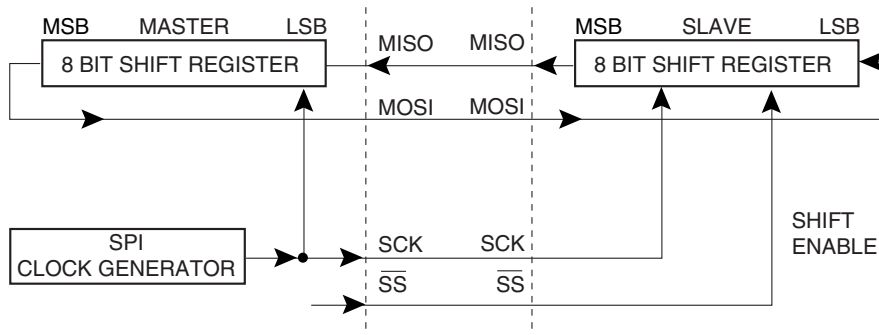 MSB MASTER LSB
8 BIT SHIFT REGISTER
MISO MISO
MSB SLAVE LSB
8 BIT SHIFT REGISTER
MOSI MOSI
SPI
CLOCK GENERATOR
SCK SCK
SS SS
SHIFT
ENABLE